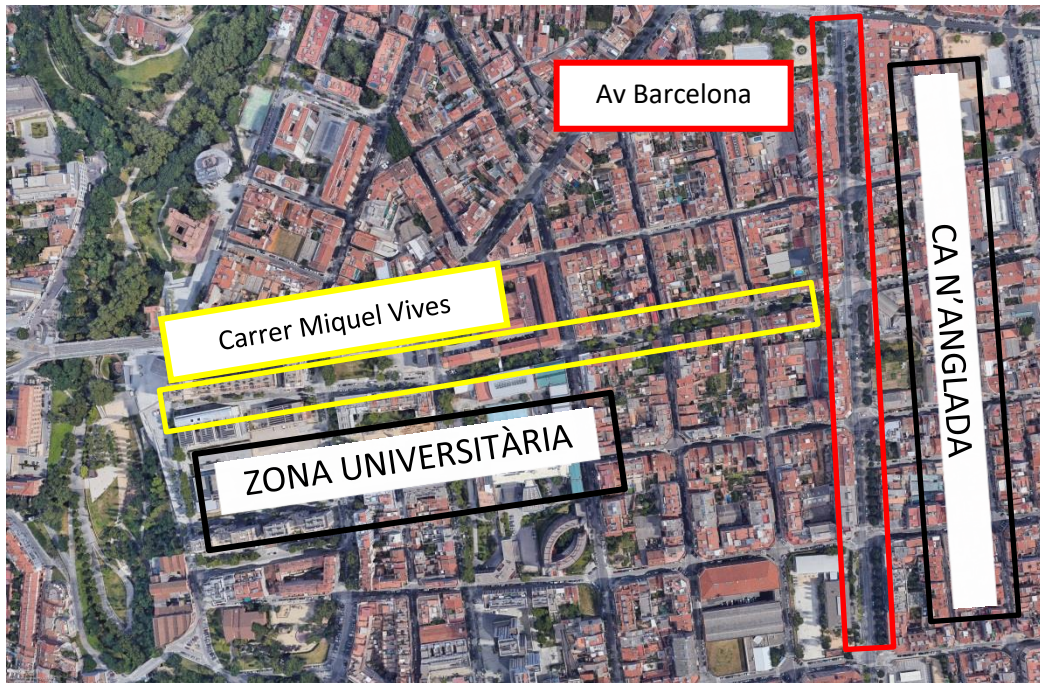 Av Barcelona
Carrer Miquel Vives
ZONA UNIVERSITÀRIA
CA N'ANGLADA